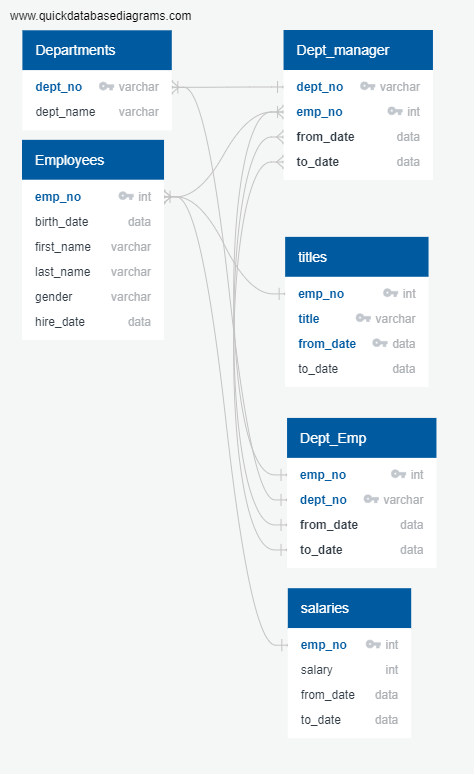 www.quickdatabasediagrams.com
Departments
dept_no varchar
dept_name varchar
Employees
emp_no int
birth_date data
first_name varchar
last_name varchar
gender varchar
hire_date data
Dept_manager
dept_no varchar
emp_no int
from_date data
to_date data
titles
emp_no int
title varchar
from_date data
to_date data
Dept_Emp
emp_no int
dept_no varchar
from_date data
to_date data
salaries
emp_no int
salary int
from_date data
to_date data